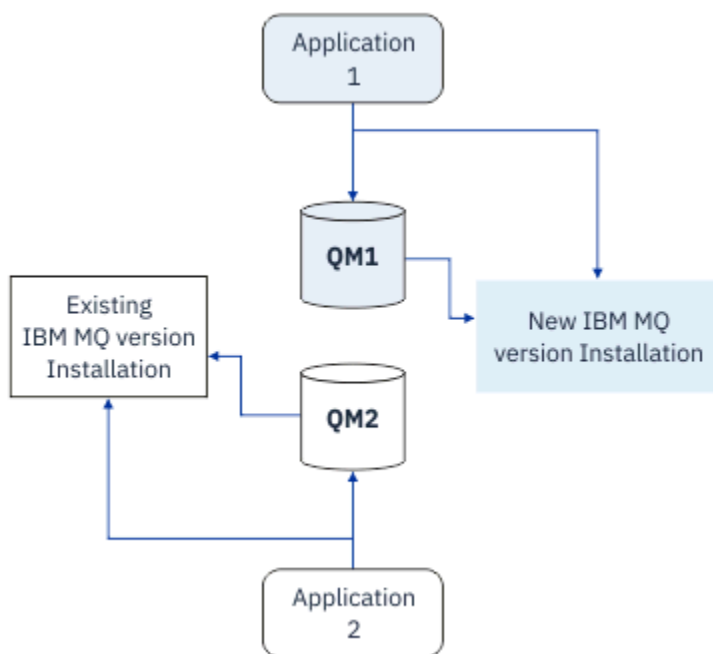 Application
1
QM1
Existing
IBM MQ version
Installation
New IBM MQ
version Installation
QM2
Application
2